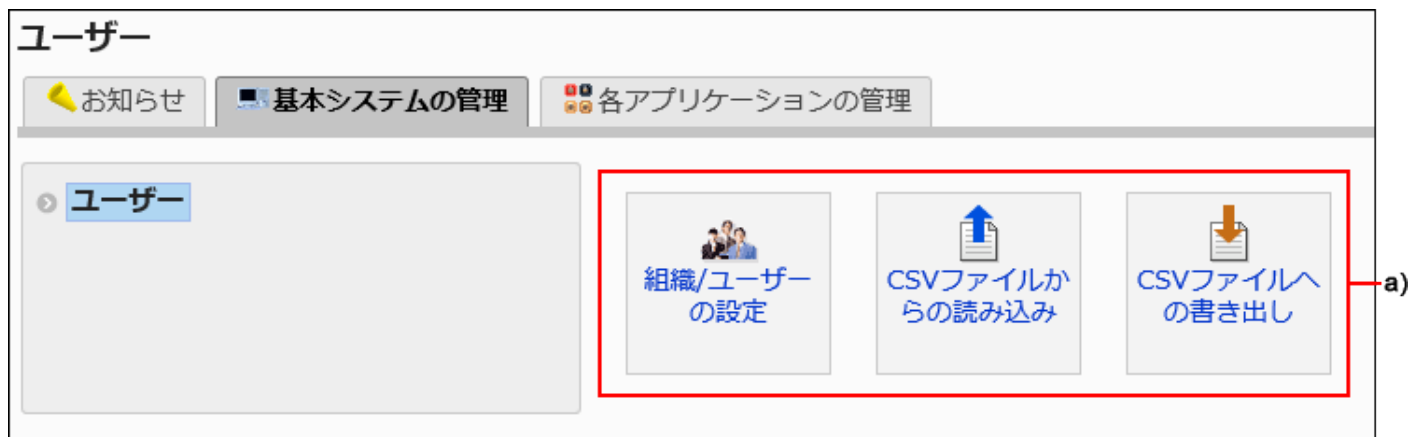 ユーザー
お知らせ 基本システムの管理 各アプリケーションの管理
ユーザー
組織/ユーザー
の設定
CSVファイルか
らの読み込み
CSVファイルへ
の書き出し
a)